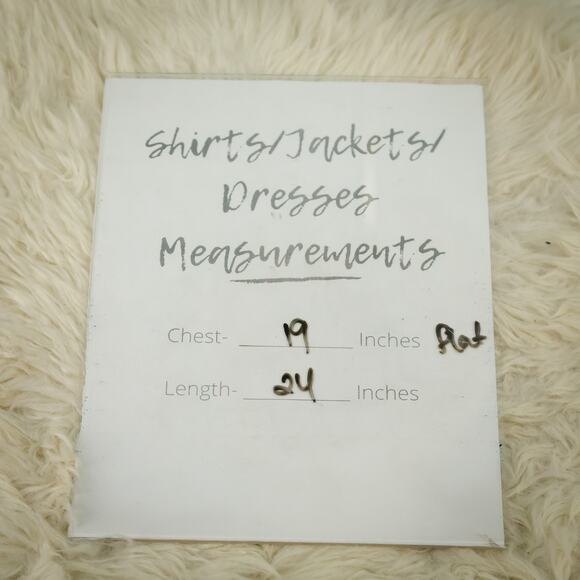 Shirts/Jackets/
Dresses
Measurements
Chest- 19 Inches flat
Length- 24 Inches